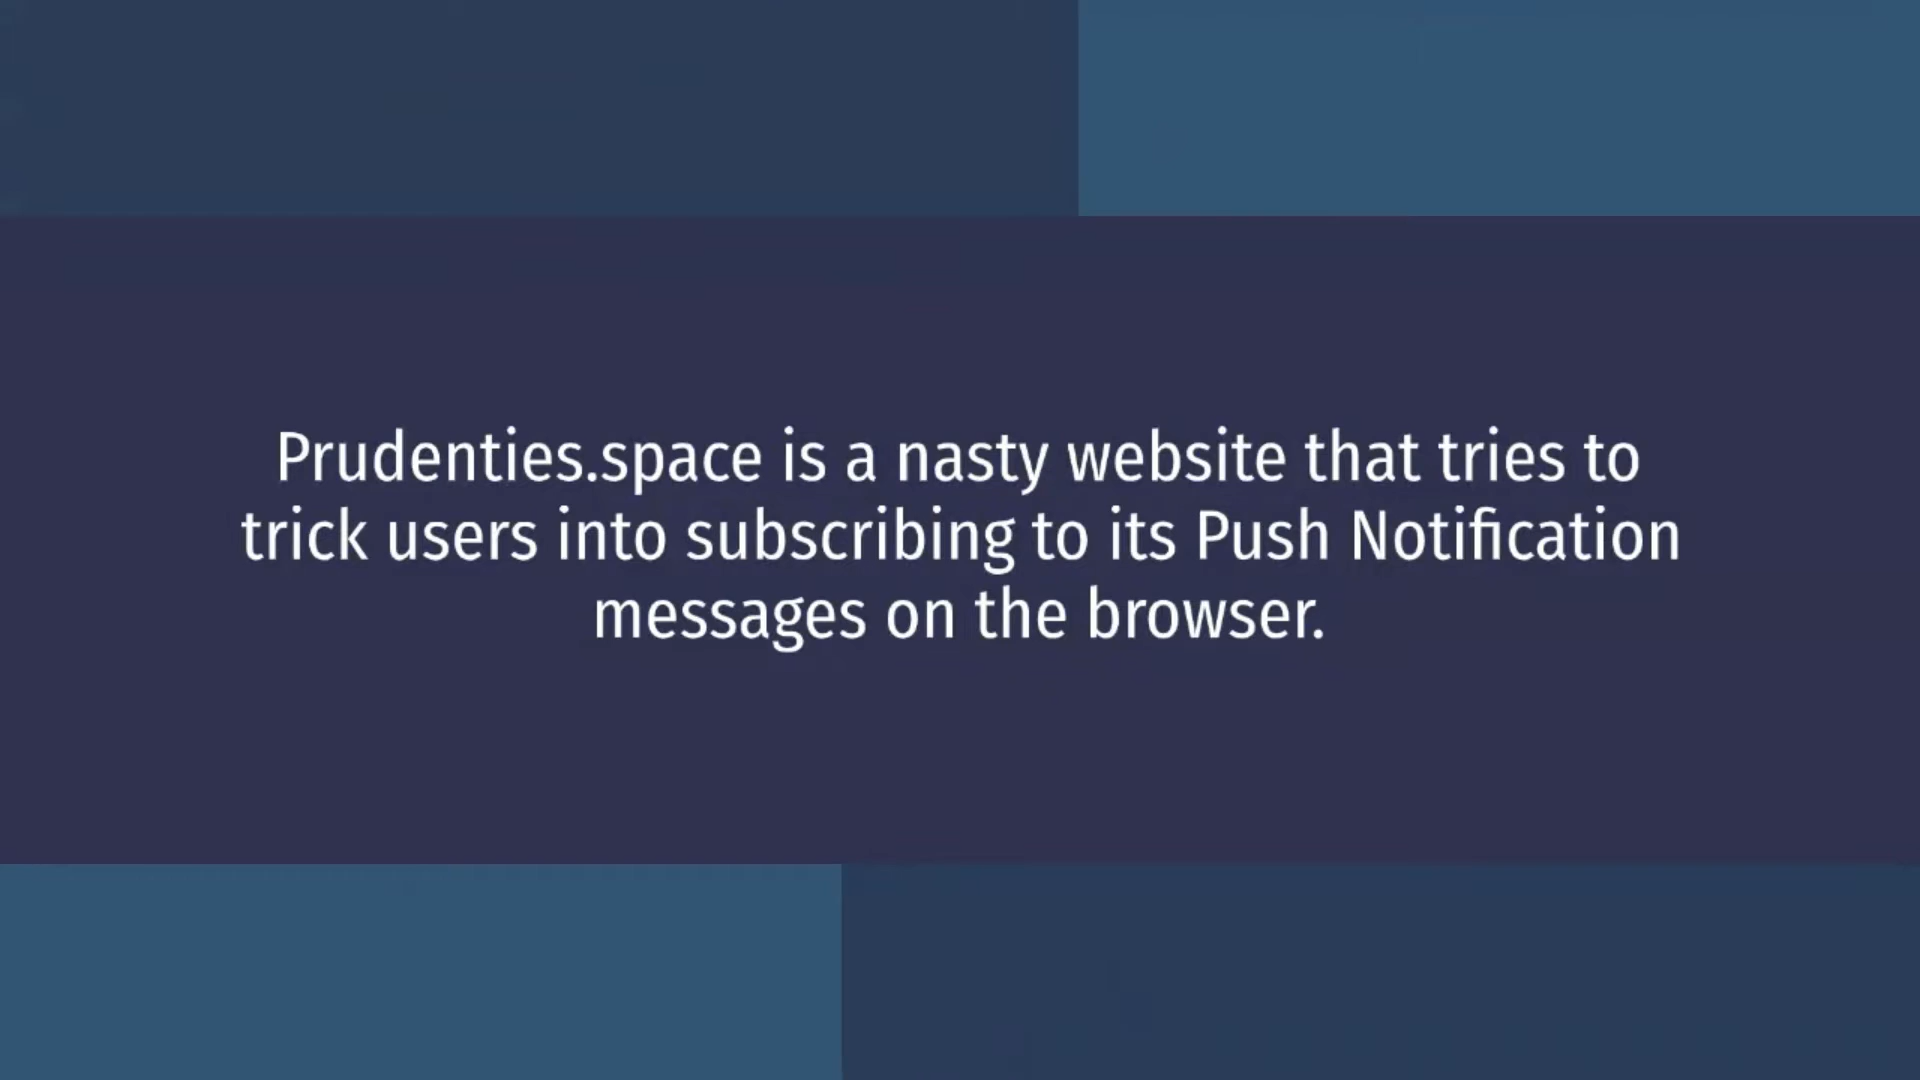 Prudenties.space is a nasty website that tries to
trick users into subscribing to its Push Notification
messages on the browser.